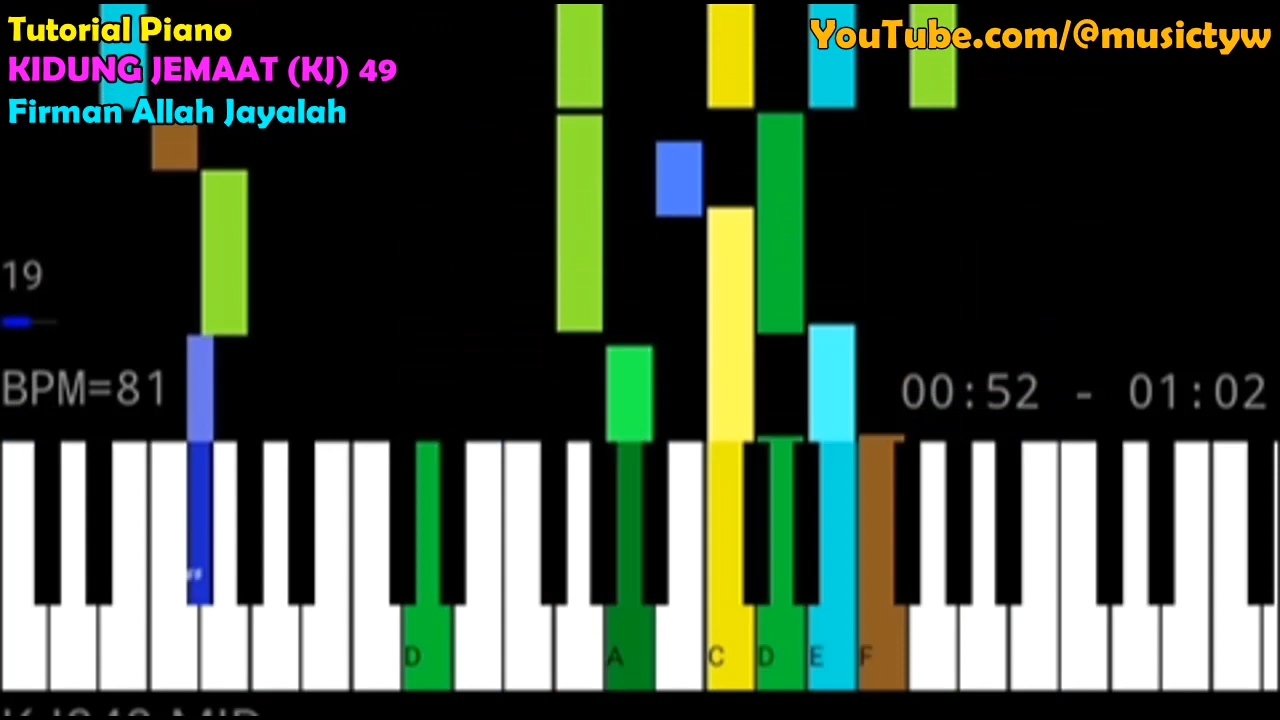 Tutorial Piano
KIDUNG JEMAAT (KJ) 49
Firman Allah Jayalah
YouTube.com/@musictyw
19
BPM=81
00:52 - 01:02
D
A
C
D
E
F